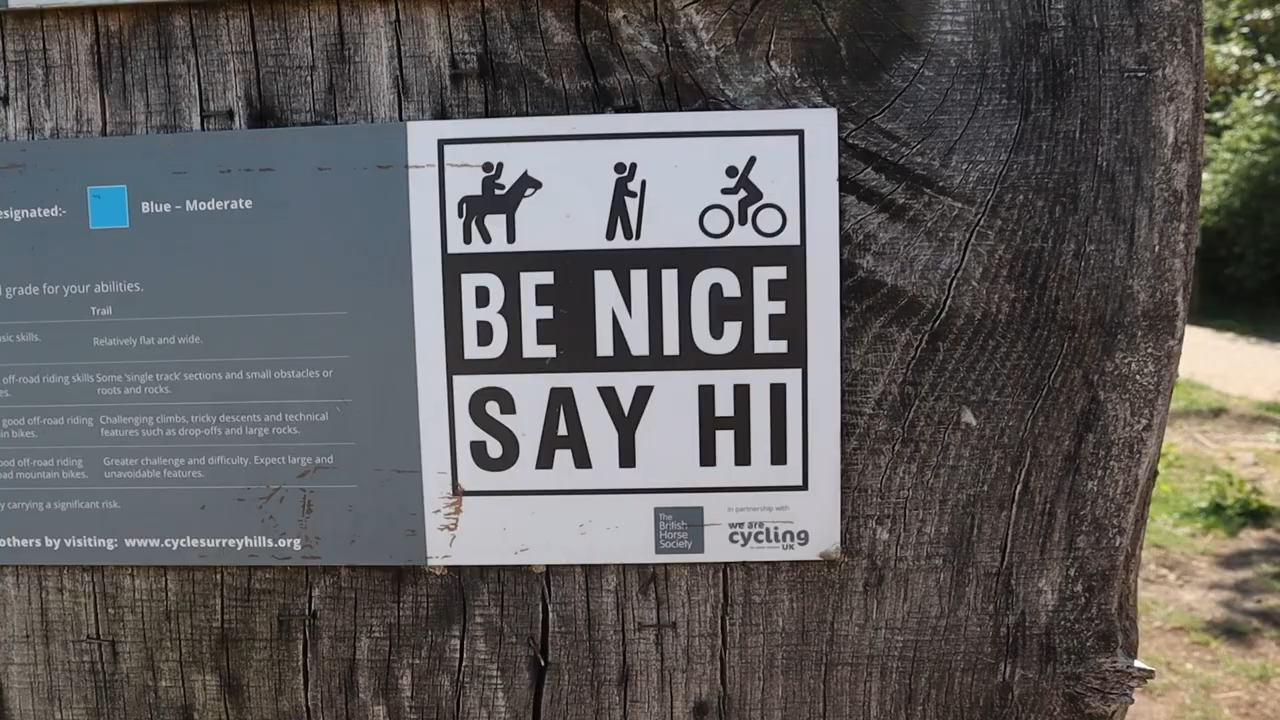 esignated:- Blue – Moderate
grade for your abilities.
Trail
sic skills. Relatively flat and wide.
off-road riding skills Some 'single track' sections and small obstacles or
es. roots and rocks.
good off-road riding Challenging climbs, tricky descents and technical
in bikes. features such as drop-offs and large rocks.
ood off-road riding Greater challenge and difficulty. Expect large and
oad mountain bikes. unavoidable features.
y carrying a significant risk.
others by visiting: www.cyclesurreyhills.org
BE NICE
SAY HI
The
British
Horse
Society
in partnership with
we are
cycling
UK